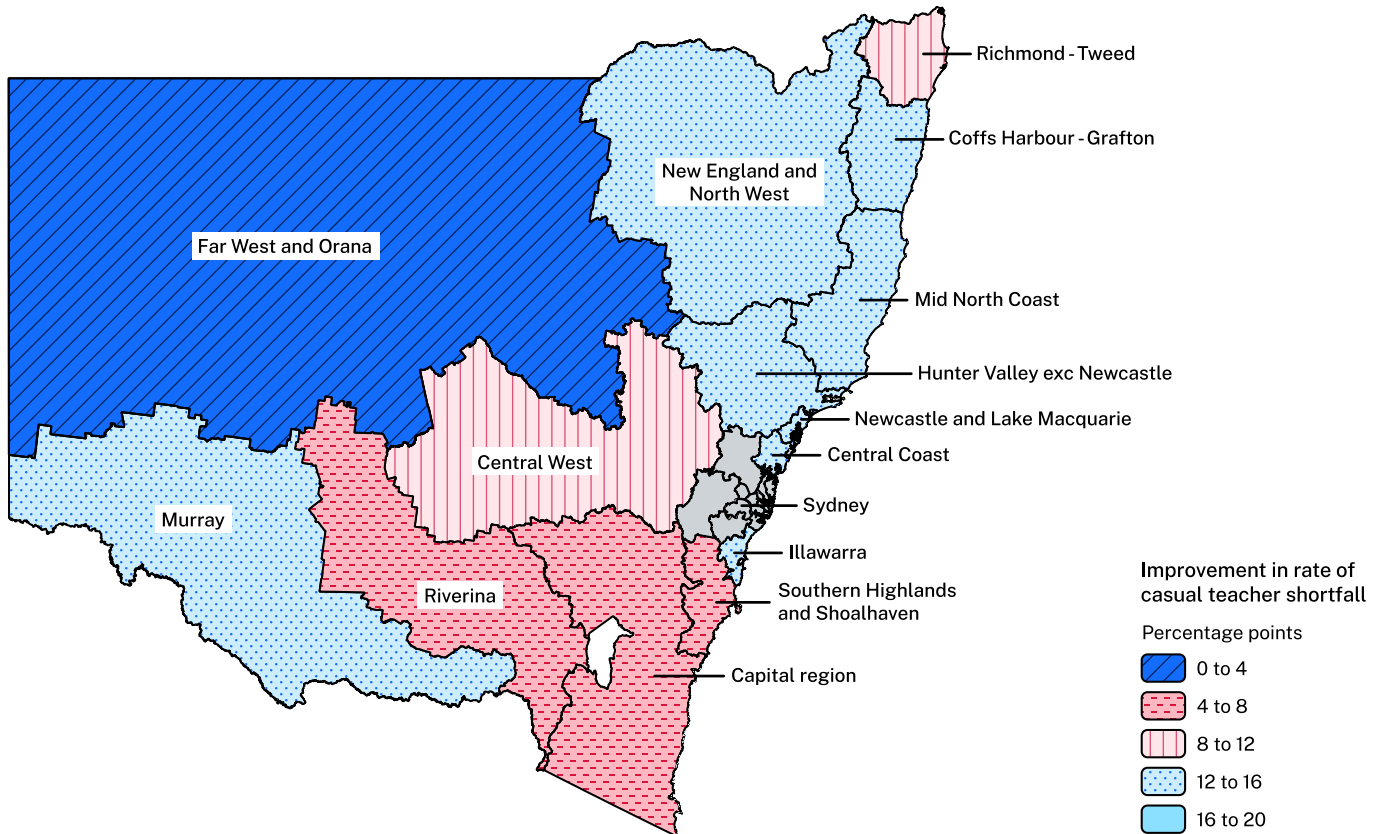 Richmond - Tweed
Coffs Harbour - Grafton
New England and
North West
Far West and Orana
Mid North Coast
Hunter Valley exc Newcastle
Newcastle and Lake Macquarie
Central Coast
Central West
Sydney
Murray
Illawarra
Riverina
Southern Highlands
and Shoalhaven
Capital region
Improvement in rate of
casual teacher shortfall
Percentage points
0 to 4
4 to 8
8 to 12
12 to 16
16 to 20